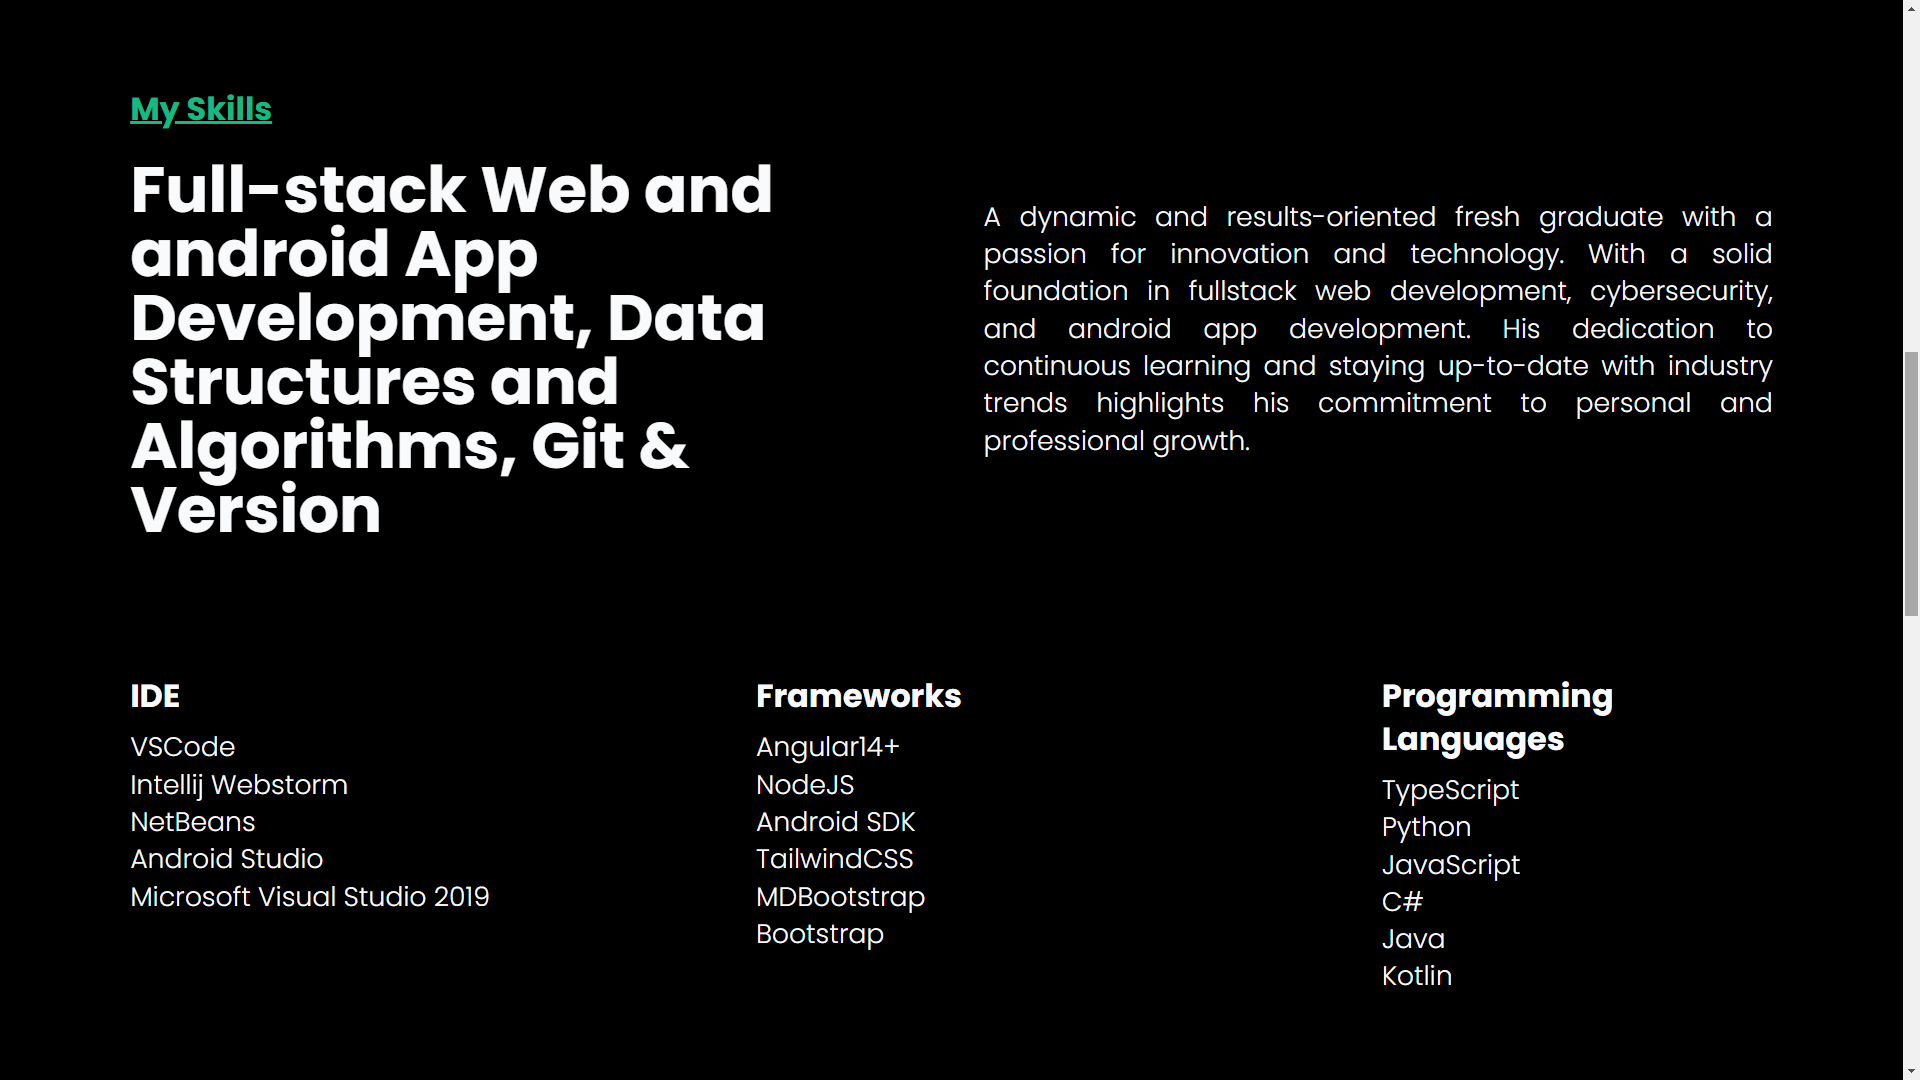 My Skills
Full-stack Web and
android App
Development, Data
Structures and
Algorithms, Git &
Version
A dynamic and results-oriented fresh graduate with a
passion for innovation and technology. With a solid
foundation in fullstack web development, cybersecurity,
and android app development. His dedication to
continuous learning and staying up-to-date with industry
trends highlights his commitment to personal and
professional growth.
IDE
VSCode
Intellij Webstorm
NetBeans
Android Studio
Microsoft Visual Studio 2019
Frameworks
Angular14+
NodeJS
Android SDK
TailwindCSS
MDBootstrap
Bootstrap
Programming
Languages
TypeScript
Python
JavaScript
C#
Java
Kotlin